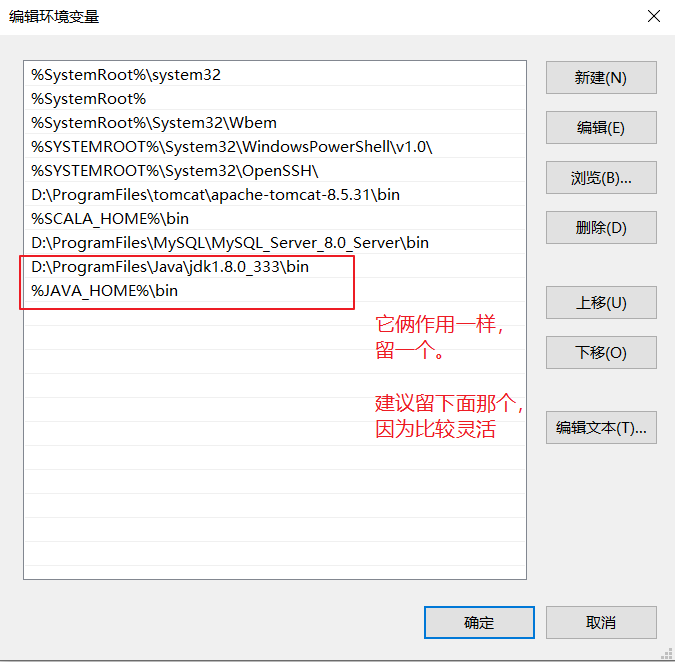 编辑环境变量
%SystemRoot%\system32
%SystemRoot%
%SystemRoot%\System32\Wbem
%SYSTEMROOT%\System32\WindowsPowerShell\v1.0\
%SYSTEMROOT%\System32\OpenSSH\
D:\ProgramFiles\tomcat\apache-tomcat-8.5.31\bin
%SCALA_HOME%\bin
D:\ProgramFiles\MySQL\MySQL_Server_8.0_Server\bin
D:\ProgramFiles\Java\jdk1.8.0_333\bin
%JAVA_HOME%\bin
它俩作用一样，
留一个。
建议留下面那个，
因为比较灵活
新建(N)
编辑(E)
浏览(B)...
删除(D)
上移(U)
下移(O)
编辑文本(T)...
确定
取消